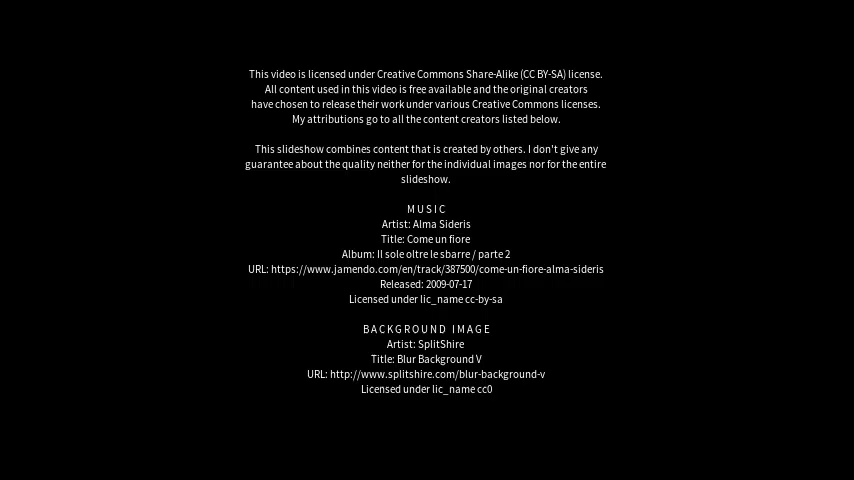 This video is licensed under Creative Commons Share-Alike (CC BY-SA) license.
All content used in this video is free available and the original creators
have chosen to release their work under various Creative Commons licenses.
My attributions go to all the content creators listed below.
This slideshow combines content that is created by others. I don't give any
guarantee about the quality neither for the individual images nor for the entire
slideshow.
MUSIC
Artist: Alma Sideris
Title: Come un fiore
Album: Il sole oltre le sbarre / parte 2
URL: https://www.jamendo.com/en/track/387500/come-un-fiore-alma-sideris
Released: 2009-07-17
Licensed under lic_name cc-by-sa
BACKGROUND IMAGE
Artist: SplitShire
Title: Blur Background V
URL: http://www.splitshire.com/blur-background-v
Licensed under lic_name cc0